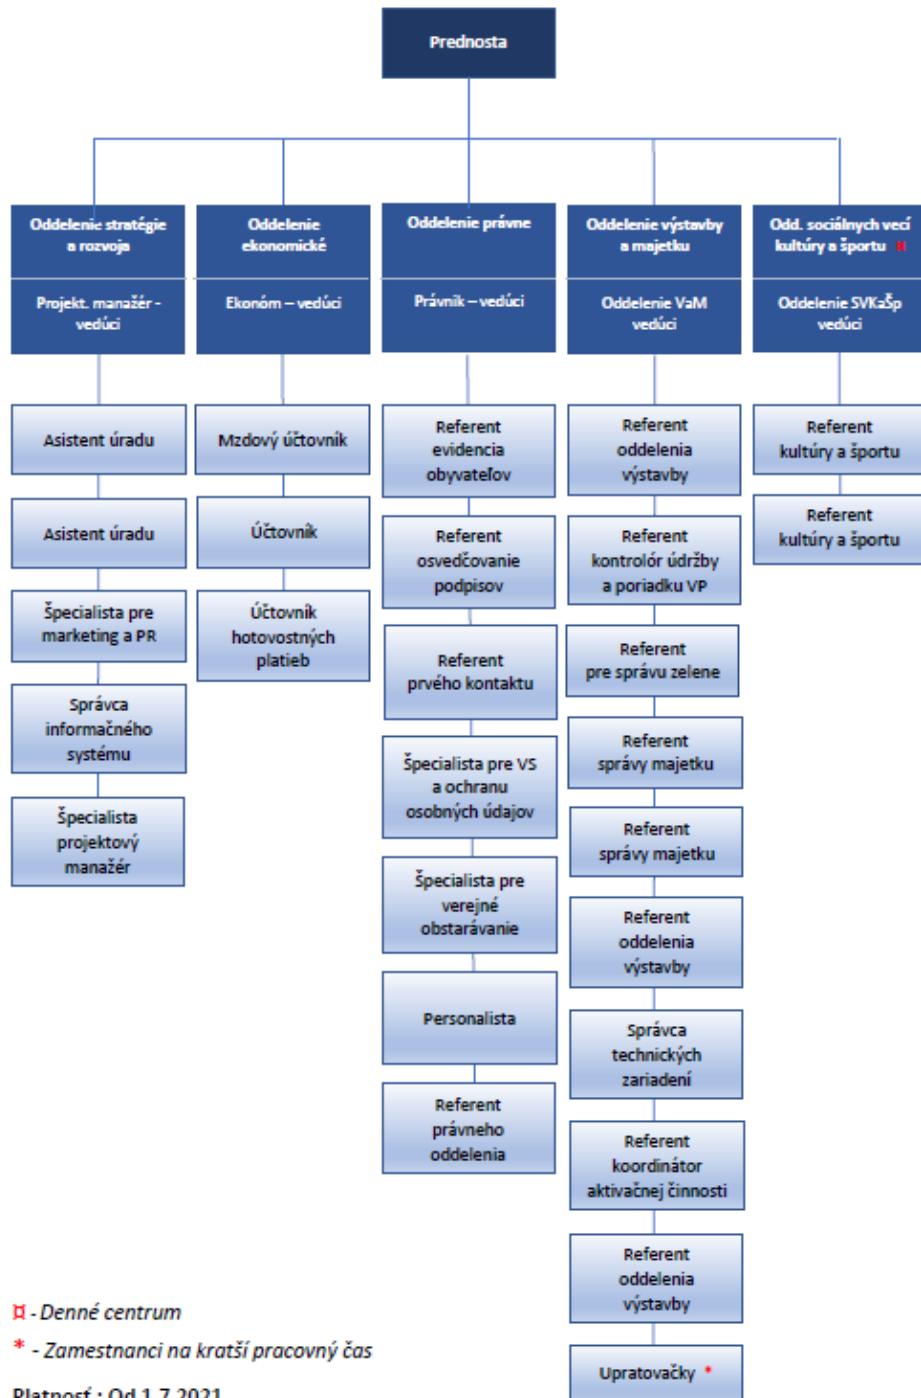 Prednosta
Oddelenie stratégie
a rozvoja
Projekt. manažér -
vedúci
Oddelenie
ekonomické
Ekonóm – vedúci
Oddelenie právne
Právnik – vedúci
Oddelenie výstavby
a majetku
Oddelenie VaM
vedúci
Odd. sociálnych vecí
kultúry a športu ¤
Oddelenie SVKaŠp
vedúci
Asistent úradu
Asistent úradu
Špecialista pre
marketing a PR
Správca
informačného
systému
Špecialista
projektový
manažér
Mzdový účtovník
Účtovník
Účtovník
hotovostných
platieb
Referent
evidencia
obyvateľov
Referent
osvedčovanie
podpisov
Referent
prvého kontaktu
Špecialista pre VS
a ochranu
osobných údajov
Špecialista pre
verejné
obstarávanie
Personalista
Referent
právneho
oddelenia
Referent
oddelenia
výstavby
Referent
kontrolór údržby
a poriadku VP
Referent
pre správu zelene
Referent
správy majetku
Referent
správy majetku
Referent
oddelenia
výstavby
Správca
technických
zariadení
Referent
koordinátor
aktivačnej činnosti
Referent
oddelenia
výstavby
Upratovačky *
Referent
kultúry a športu
Referent
kultúry a športu
¤ - Denné centrum
* - Zamestnanci na kratší pracovný čas
Platnosť : Od 1.7.2021